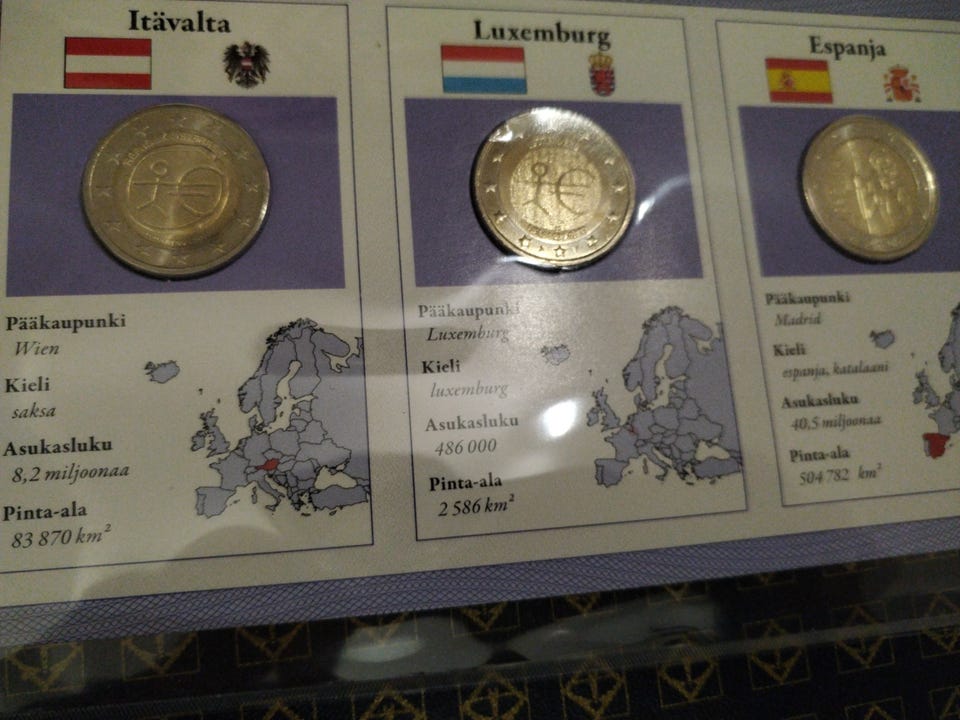 Itävalta
Pääkaupunki
Wien
Kieli
saksa
Asukasluku
8,2 miljoonaa
Pinta-ala
83 870 km²
Luxemburg
Pääkaupunki
Luxemburg
Kieli
luxemburg
Asukasluku
486 000
Pinta-ala
2 586 km²
Espanja
Pääkaupunki
Madrid
Kieli
espanja, katalaani
Asukasluku
40,5 miljoonaa
Pinta-ala
504 782 km²